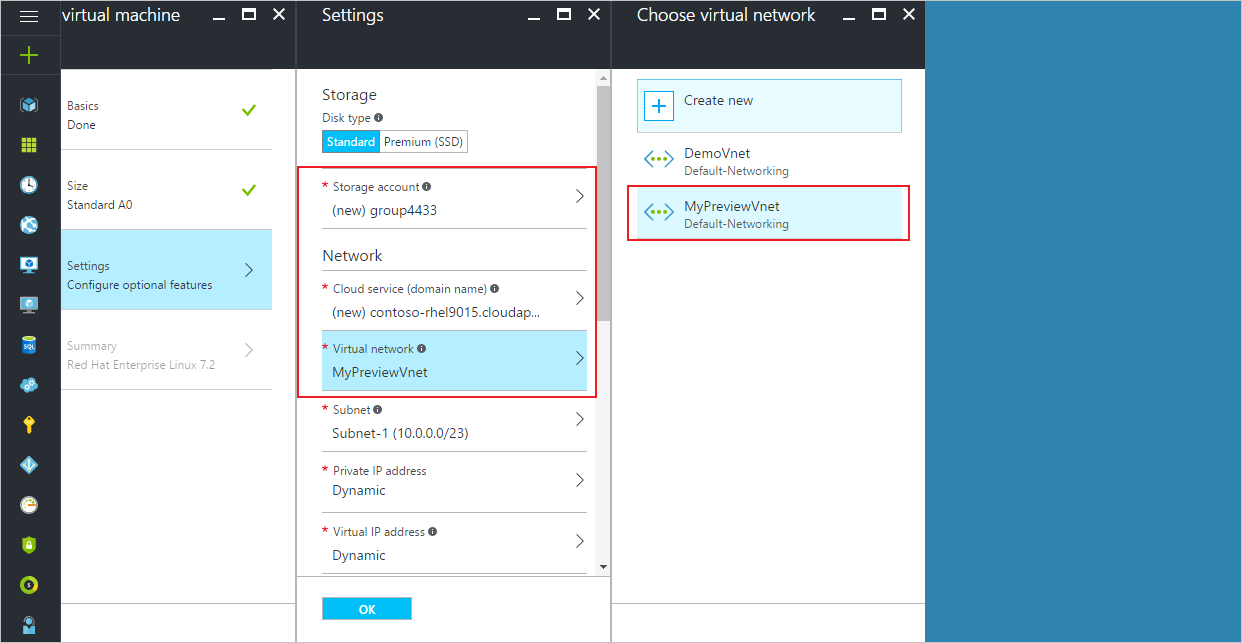 virtual machine
Basics
Done
Size
Standard A0
Settings
Configure optional features
Summary
Red Hat Enterprise Linux 7.2
Settings
Storage
Disk type
Standard Premium (SSD)
* Storage account
(new) group4433
Network
* Cloud service (domain name)
(new) contoso-rhel9015.cloudap...
* Virtual network
MyPreviewVnet
* Subnet
Subnet-1 (10.0.0.0/23)
* Private IP address
Dynamic
* Virtual IP address
Dynamic
OK
Choose virtual network
Create new
DemoVnet
Default-Networking
MyPreviewVnet
Default-Networking
SQL